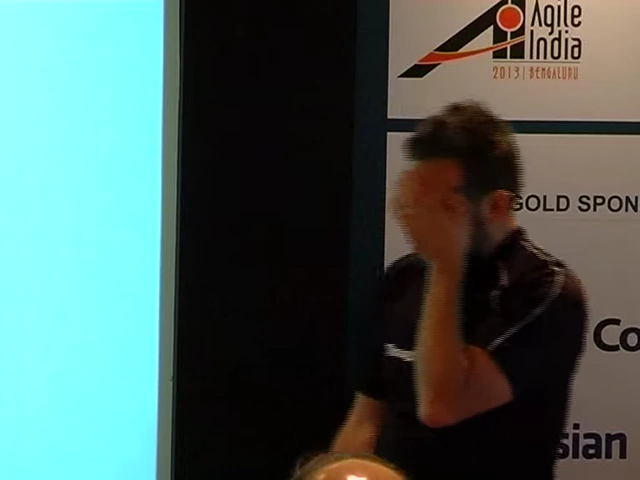 Agile
India
2013 | BENGALURU
GOLD SPON
Co
sian